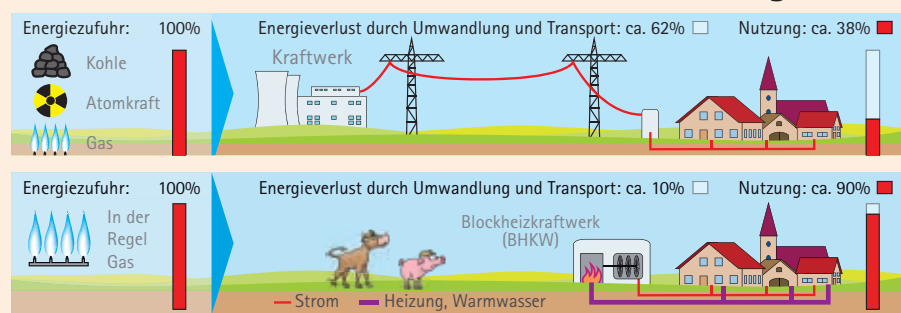 Energiezufuhr: 100%
Energieverlust durch Umwandlung und Transport: ca. 62%
Nutzung: ca. 38%
Kohle
Kraftwerk
Atomkraft
Gas
Energiezufuhr: 100%
Energieverlust durch Umwandlung und Transport: ca. 10%
Nutzung: ca. 90%
In der
Regel
Gas
Blockheizkraftwerk
(BHKW)
Strom
Heizung, Warmwasser